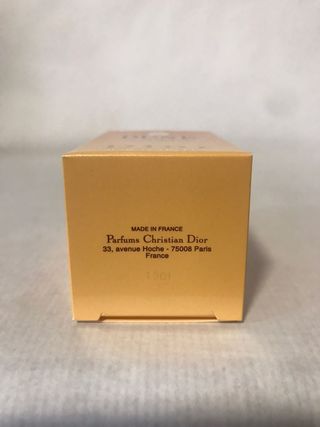 MADE IN FRANCE
Parfums Christian Dior
33, avenue Hoche - 75008 Paris
France